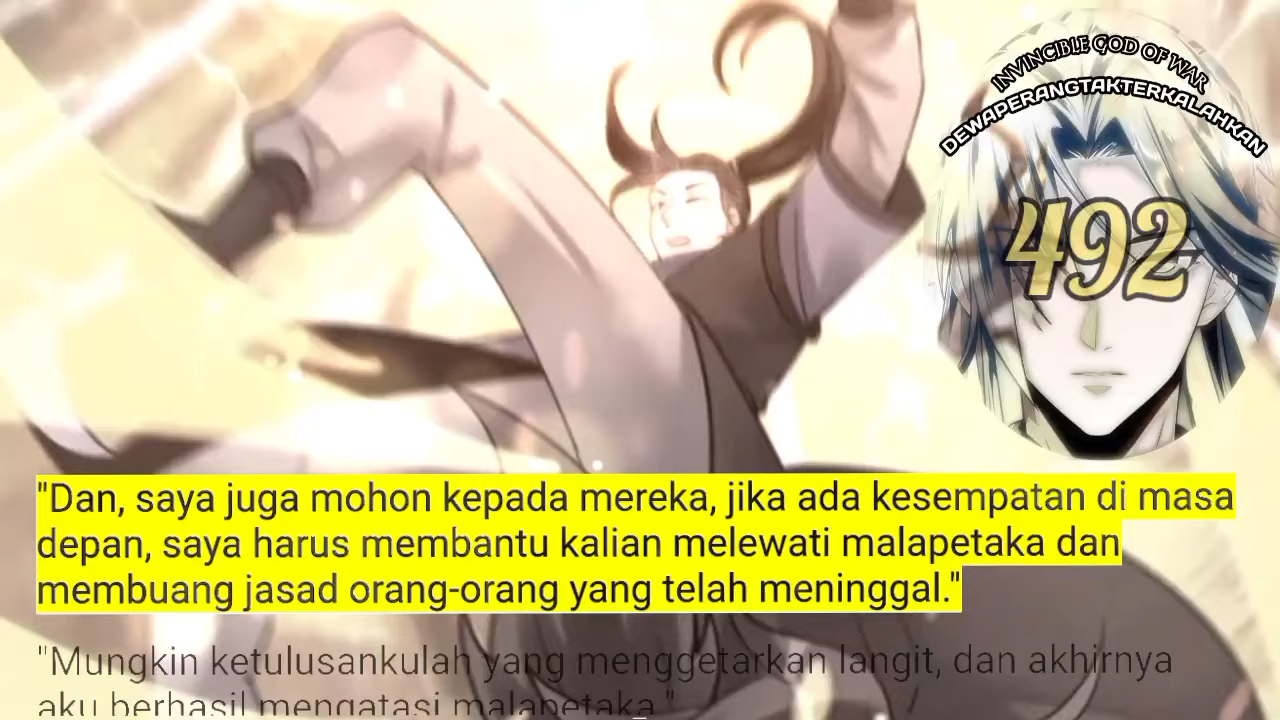 INVINCIBLE GOD OF WAR
DEWAPERANGTAKTERKALAHKAN
492
"Dan, saya juga mohon kepada mereka, jika ada kesempatan di masa
depan, saya harus membantu kalian melewati malapetaka dan
membuang jasad orang-orang yang telah meninggal."
"Mungkin ketulusankulah yang menggetarkan langit, dan akhirnya
aku berhasil mengatasi malapetaka."